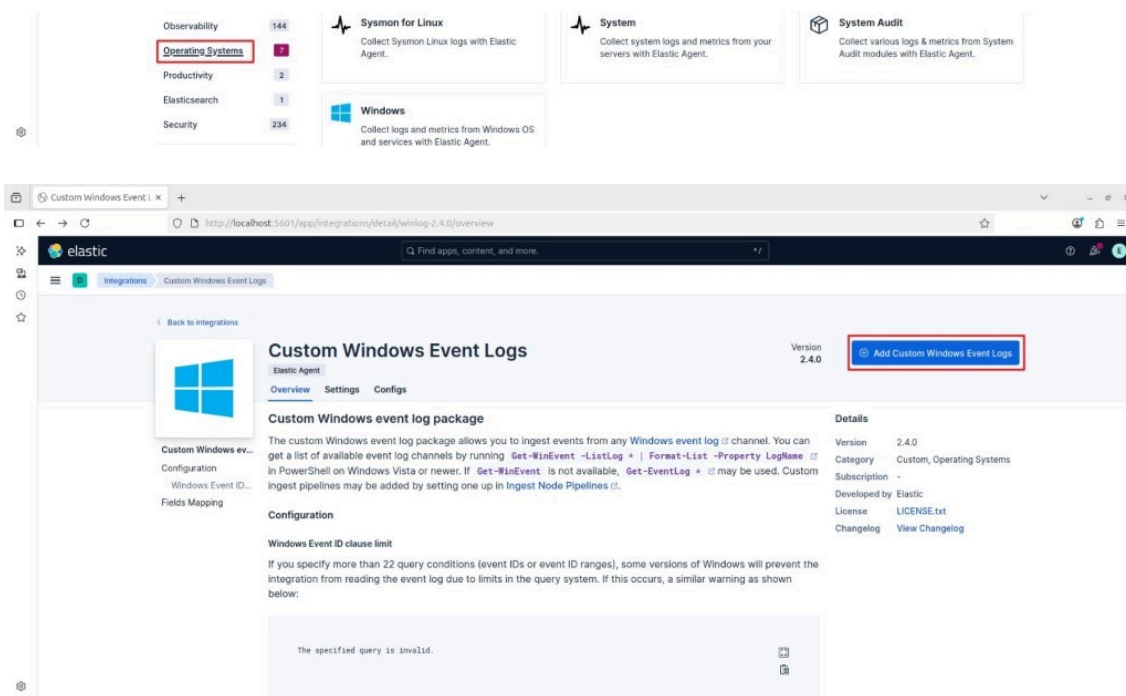 Observability 144
Operating Systems 7
Productivity 2
Elasticsearch 1
Security 234
Sysmon for Linux
Collect Sysmon Linux logs with Elastic
Agent.
System
Collect system logs and metrics from your
servers with Elastic Agent.
System Audit
Collect various logs & metrics from System
Audit modules with Elastic Agent.
Windows
Collect logs and metrics from Windows OS
and services with Elastic Agent.
Custom Windows Event L
http://localhost:5601/app/integrations/detail/winlog-2.4.0/overview
elastic
Find apps, content, and more.
^/
E
D
Integrations
Custom Windows Event Logs
Back to integrations
Custom Windows Event Logs
Elastic Agent
Version
2.4.0
Add Custom Windows Event Logs
Overview Settings Configs
Custom Windows ev...
Configuration
Windows Event ID...
Fields Mapping
Custom Windows event log package
The custom Windows event log package allows you to ingest events from any Windows event log channel. You can
get a list of available event log channels by running Get-WinEvent -ListLog * | Format-List -Property LogName
in PowerShell on Windows Vista or newer. If Get-WinEvent is not available, Get-EventLog * may be used. Custom
ingest pipelines may be added by setting one up in Ingest Node Pipelines.
Configuration
Windows Event ID clause limit
If you specify more than 22 query conditions (event IDs or event ID ranges), some versions of Windows will prevent the
integration from reading the event log due to limits in the query system. If this occurs, a similar warning as shown
below:
The specified query is invalid.
Details
Version 2.4.0
Category Custom, Operating Systems
Subscription -
Developed by Elastic
License LICENSE.txt
Changelog View Changelog